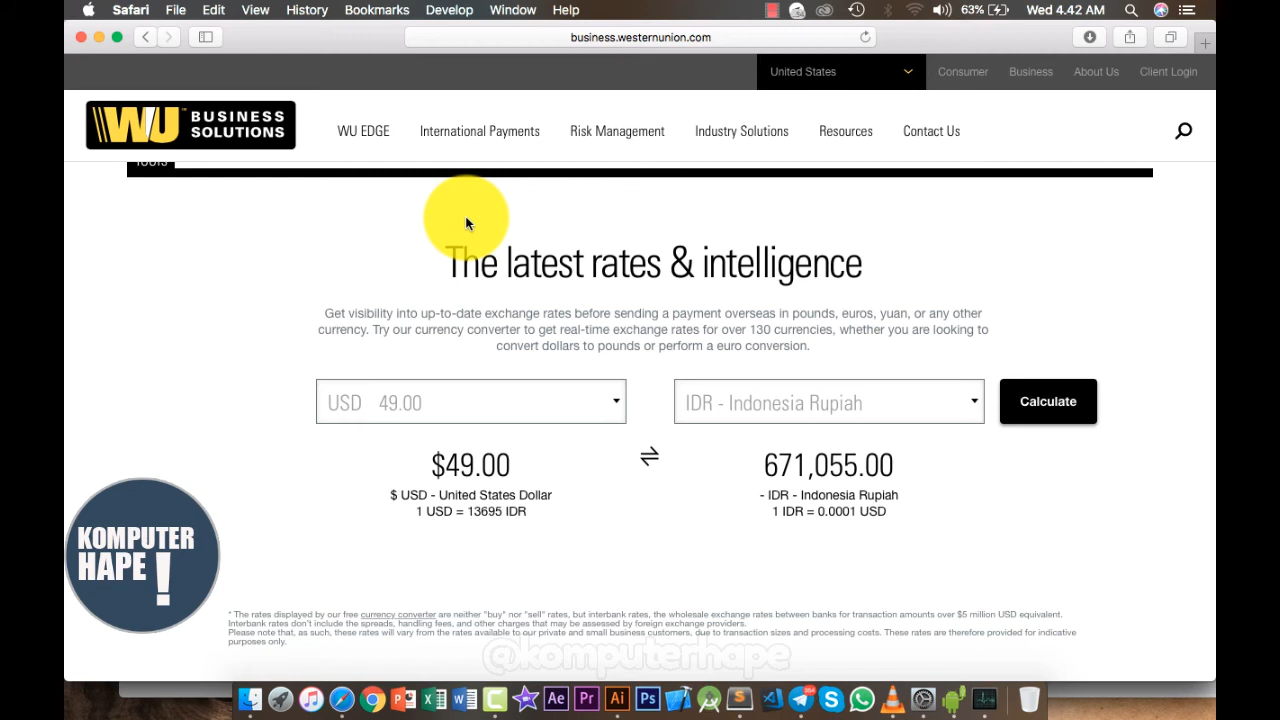 Safari File Edit View History Bookmarks Develop Window Help 63% Wed 4.42 AM
business.westernunion.com
United States Consumer Business About Us Client Login
WU BUSINESS SOLUTIONS
WU EDGE International Payments Risk Management Industry Solutions Resources Contact Us
The latest rates & intelligence
Get visibility into up-to-date exchange rates before sending a payment overseas in pounds, euros, yuan, or any other
currency. Try our currency converter to get real-time exchange rates for over 130 currencies, whether you are looking to
convert dollars to pounds or perform a euro conversion.
USD 49.00 IDR - Indonesia Rupiah Calculate
$49.00 671,055.00
$ USD - United States Dollar - IDR - Indonesia Rupiah
1 USD = 13695 IDR 1 IDR = 0.0001 USD
KOMPUTER
HAPE !
* The rates displayed by our free currency converter are neither "buy" nor "sell" rates, but interbank rates, the wholesale exchange rates between banks for transaction amounts over $5 million USD equivalent.
Interbank rates don't include the spreads, handling fees, and other charges that may be assessed by foreign exchange providers.
Please note that, as such, these rates will vary from the rates available to our private and small business customers, due to transaction sizes and processing costs. These rates are therefore provided for indicative
purposes only.
@komputerhape
Ae Pr Ai Ps